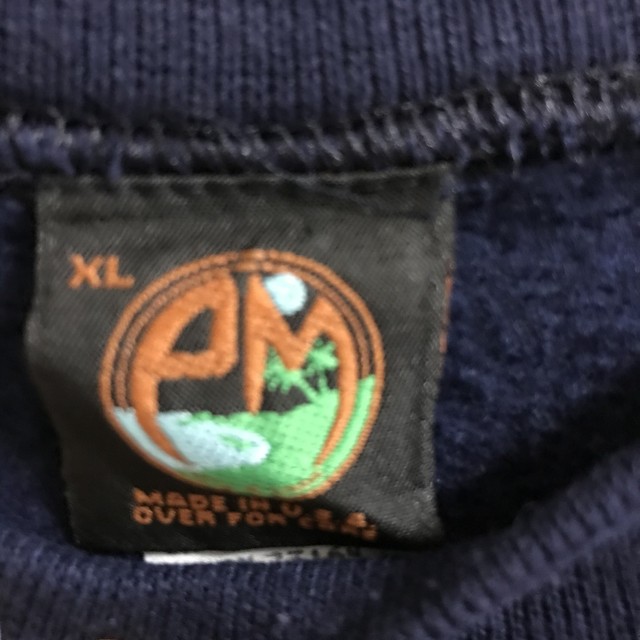 XL
PM
MADE IN U.S.A.
OVER FOR CARE